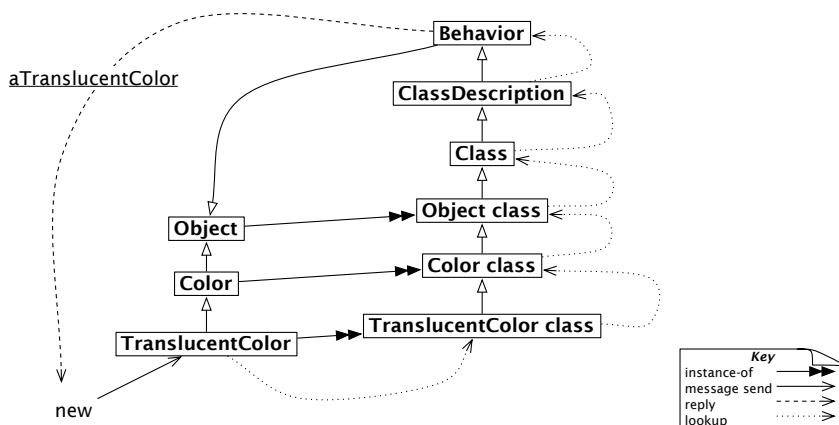 Behavior
aTranslucentColor
ClassDescription
Class
Object class
Object
Color class
Color
TranslucentColor class
TranslucentColor
new
Key
instance-of
message send
reply
lookup